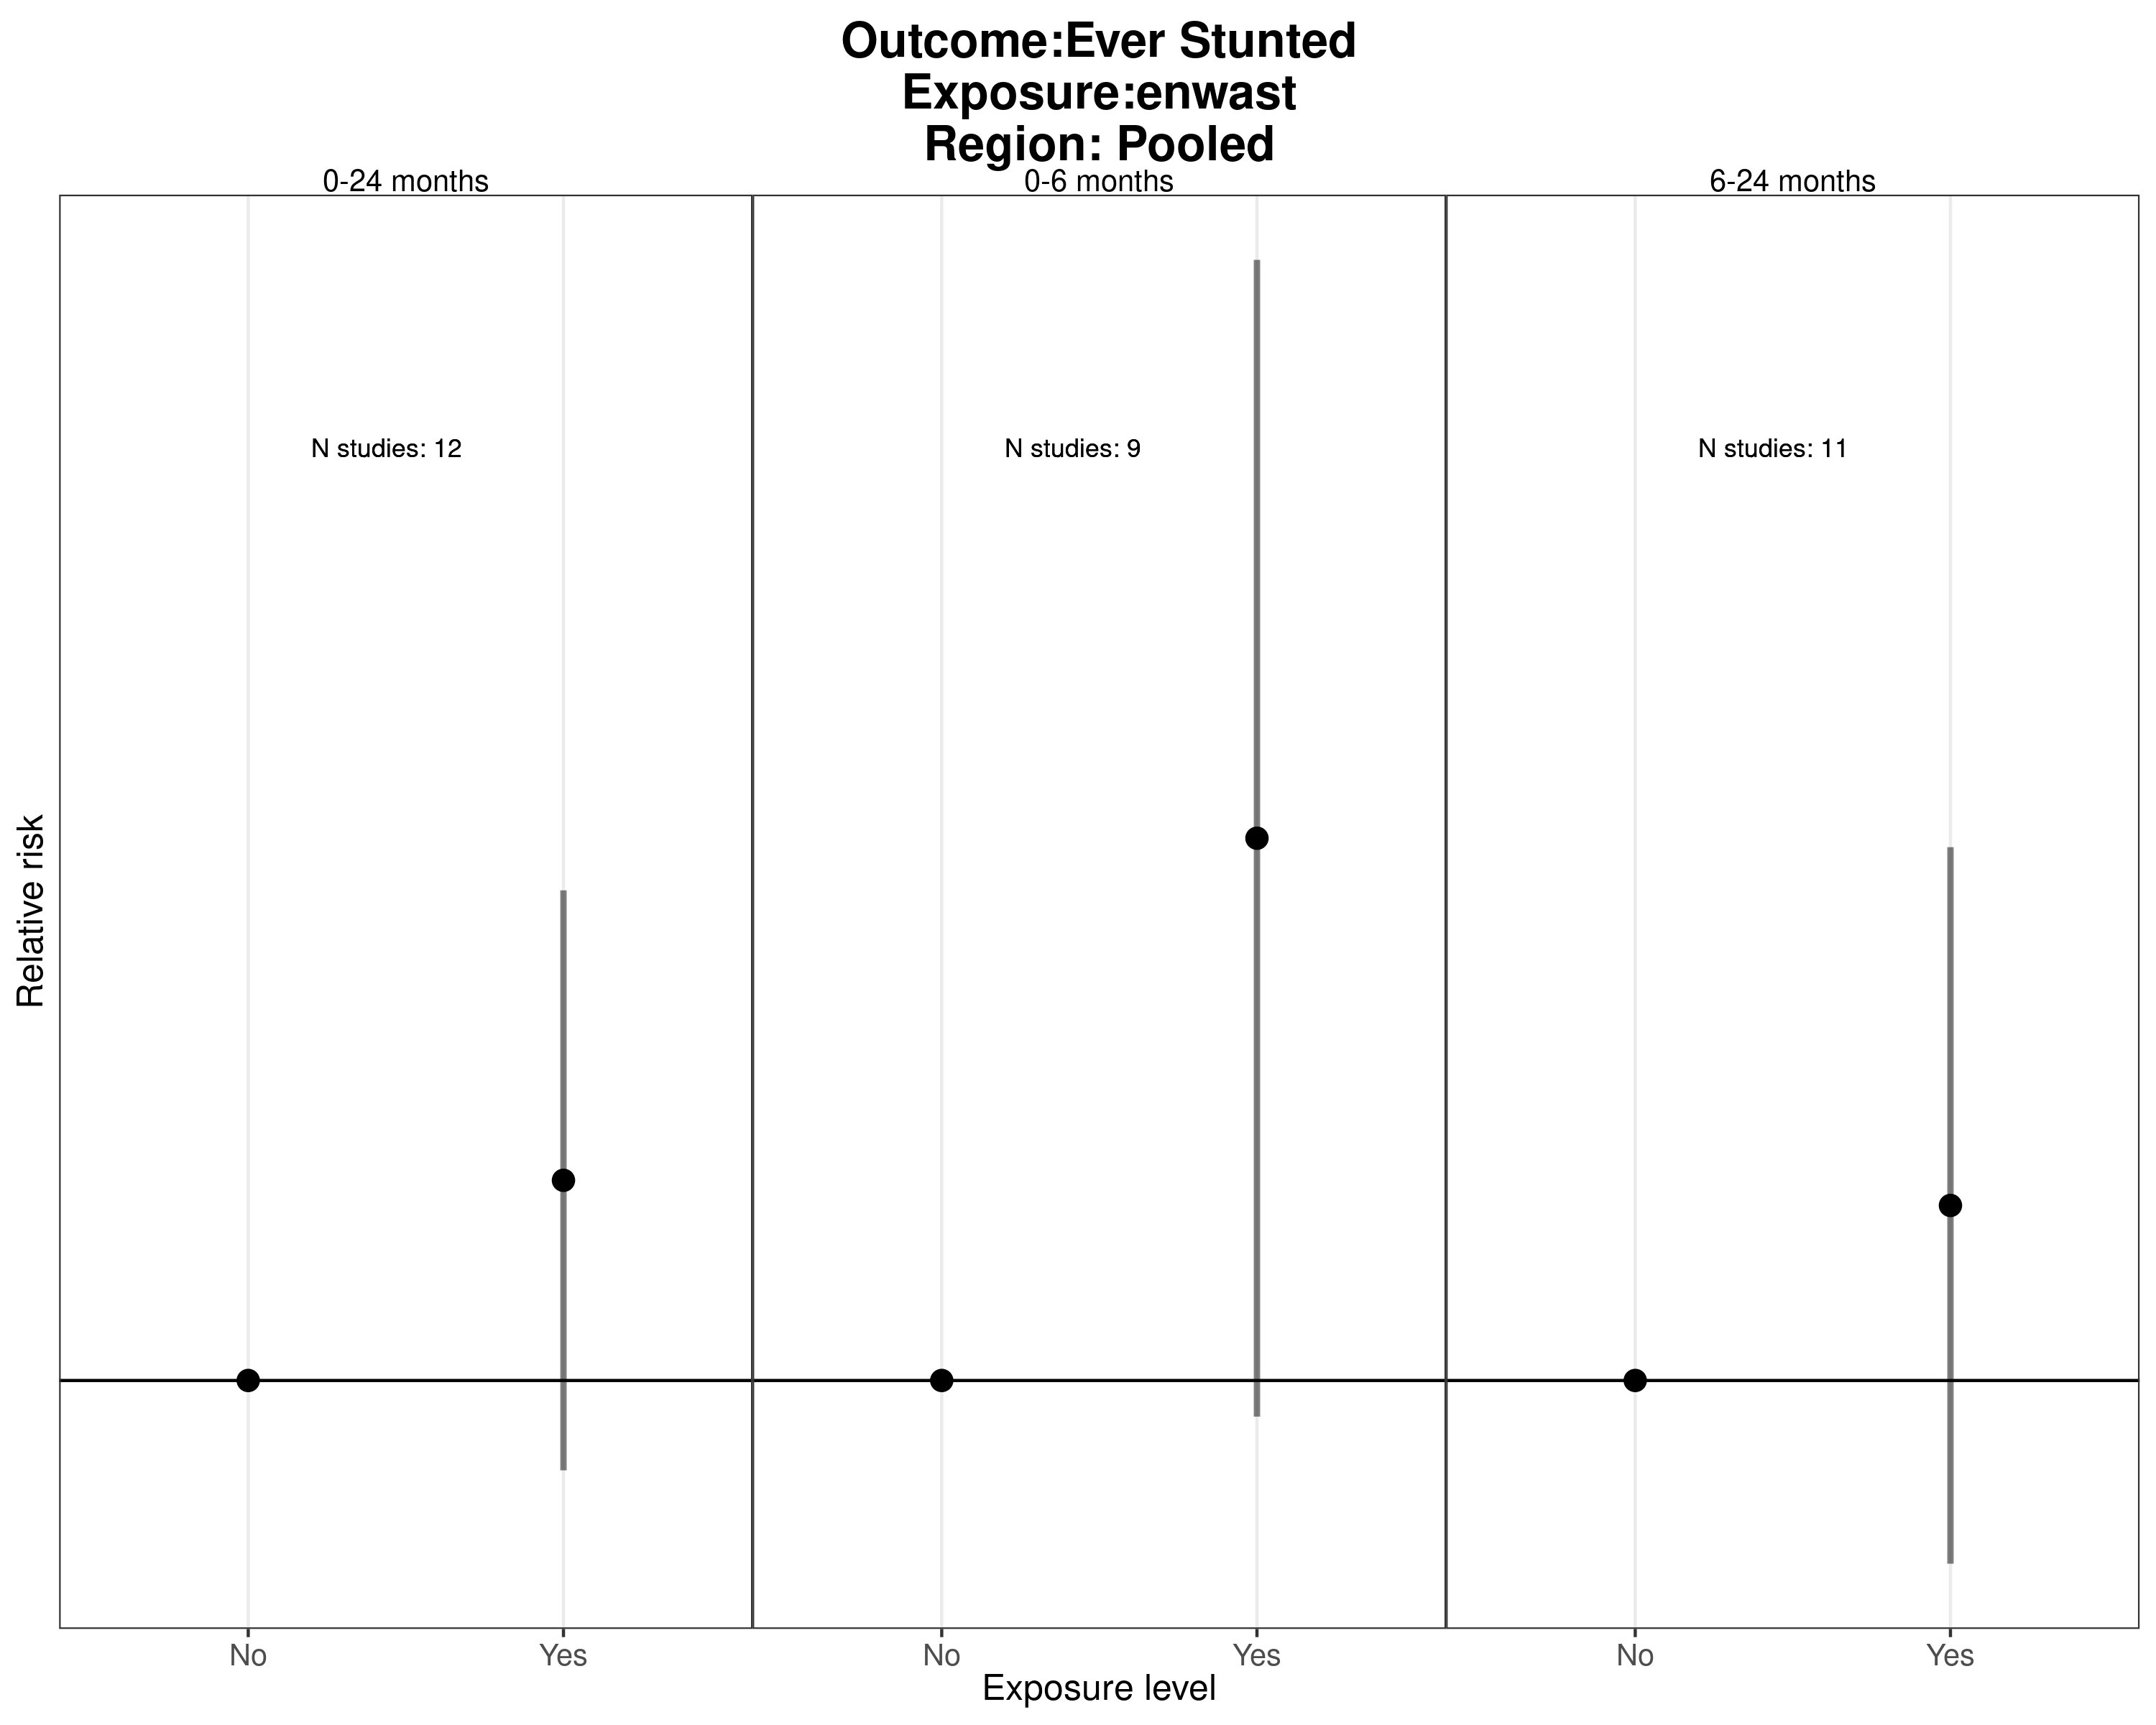 Outcome:Ever Stunted
Exposure:enwast
Region: Pooled
0-24 months
0-6 months
6-24 months
N studies: 12
N studies: 9
N studies: 11
Relative risk
No
Yes
No
Yes
No
Yes
Exposure level